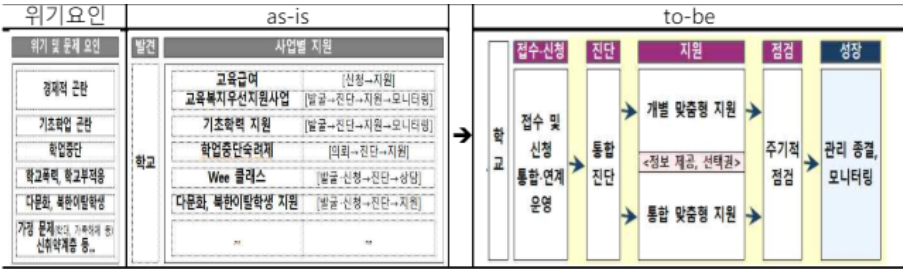 위기요인
as-is
to-be
위기 및 문제 요인
발견
사업별 지원
경제적 곤란
기초학업 곤란
학업중단
학교폭력, 학교부적응
다문화, 북한이탈학생
가정 문제(학대, 가족해체 등)
신취약계층 등..
학교
교육급여 [신청→지원]
교육복지우선지원사업 [발굴→진단→지원→모니터링]
기초학력 지원 [발굴→진단→지원→모니터링]
학업중단숙려제 [의뢰→진단→지원]
Wee 클래스 [발굴·신청→진단→상담]
다문화, 북한이탈학생 지원 [발굴·신청→진단→지원]
„ „
➔
접수·신청
진단
지원
점검
성장
학교
접수 및
신청
통합·연계
운영
통합
진단
개별 맞춤형 지원
<정보 제공, 선택권>
통합 맞춤형 지원
주기적
점검
관리 종결,
모니터링